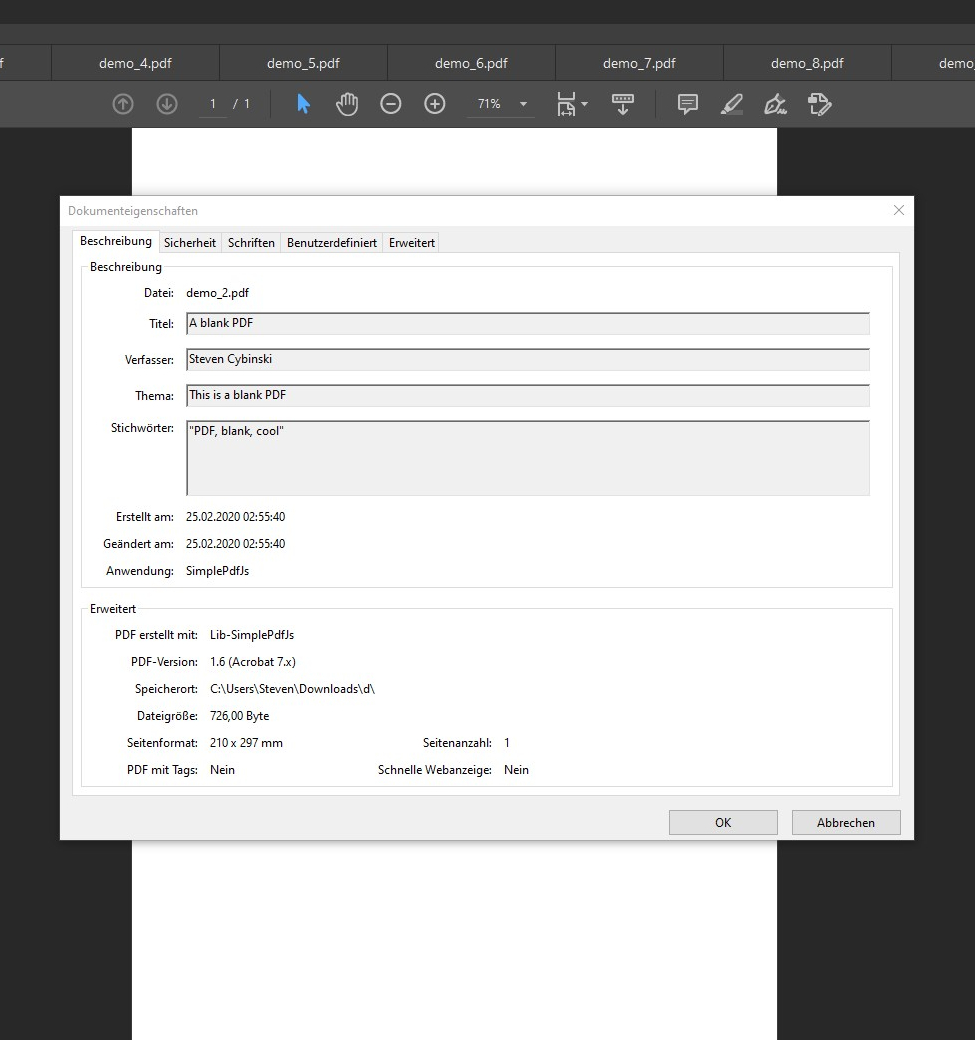 f
demo_4.pdf
demo_5.pdf
demo_6.pdf
demo_7.pdf
demo_8.pdf
demo_
1 / 1
71%
Dokumenteigenschaften
Beschreibung
Sicherheit
Schriften
Benutzerdefiniert
Erweitert
Beschreibung
Datei: demo_2.pdf
Titel: A blank PDF
Verfasser: Steven Cybinski
Thema: This is a blank PDF
Stichwörter: "PDF, blank, cool"
Erstellt am: 25.02.2020 02:55:40
Geändert am: 25.02.2020 02:55:40
Anwendung: SimplePdfJs
Erweitert
PDF erstellt mit: Lib-SimplePdfJs
PDF-Version: 1.6 (Acrobat 7.x)
Speicherort: C:\Users\Steven\Downloads\d\
Dateigröße: 726,00 Byte
Seitenformat: 210 x 297 mm Seitenanzahl: 1
PDF mit Tags: Nein Schnelle Webanzeige: Nein
OK
Abbrechen